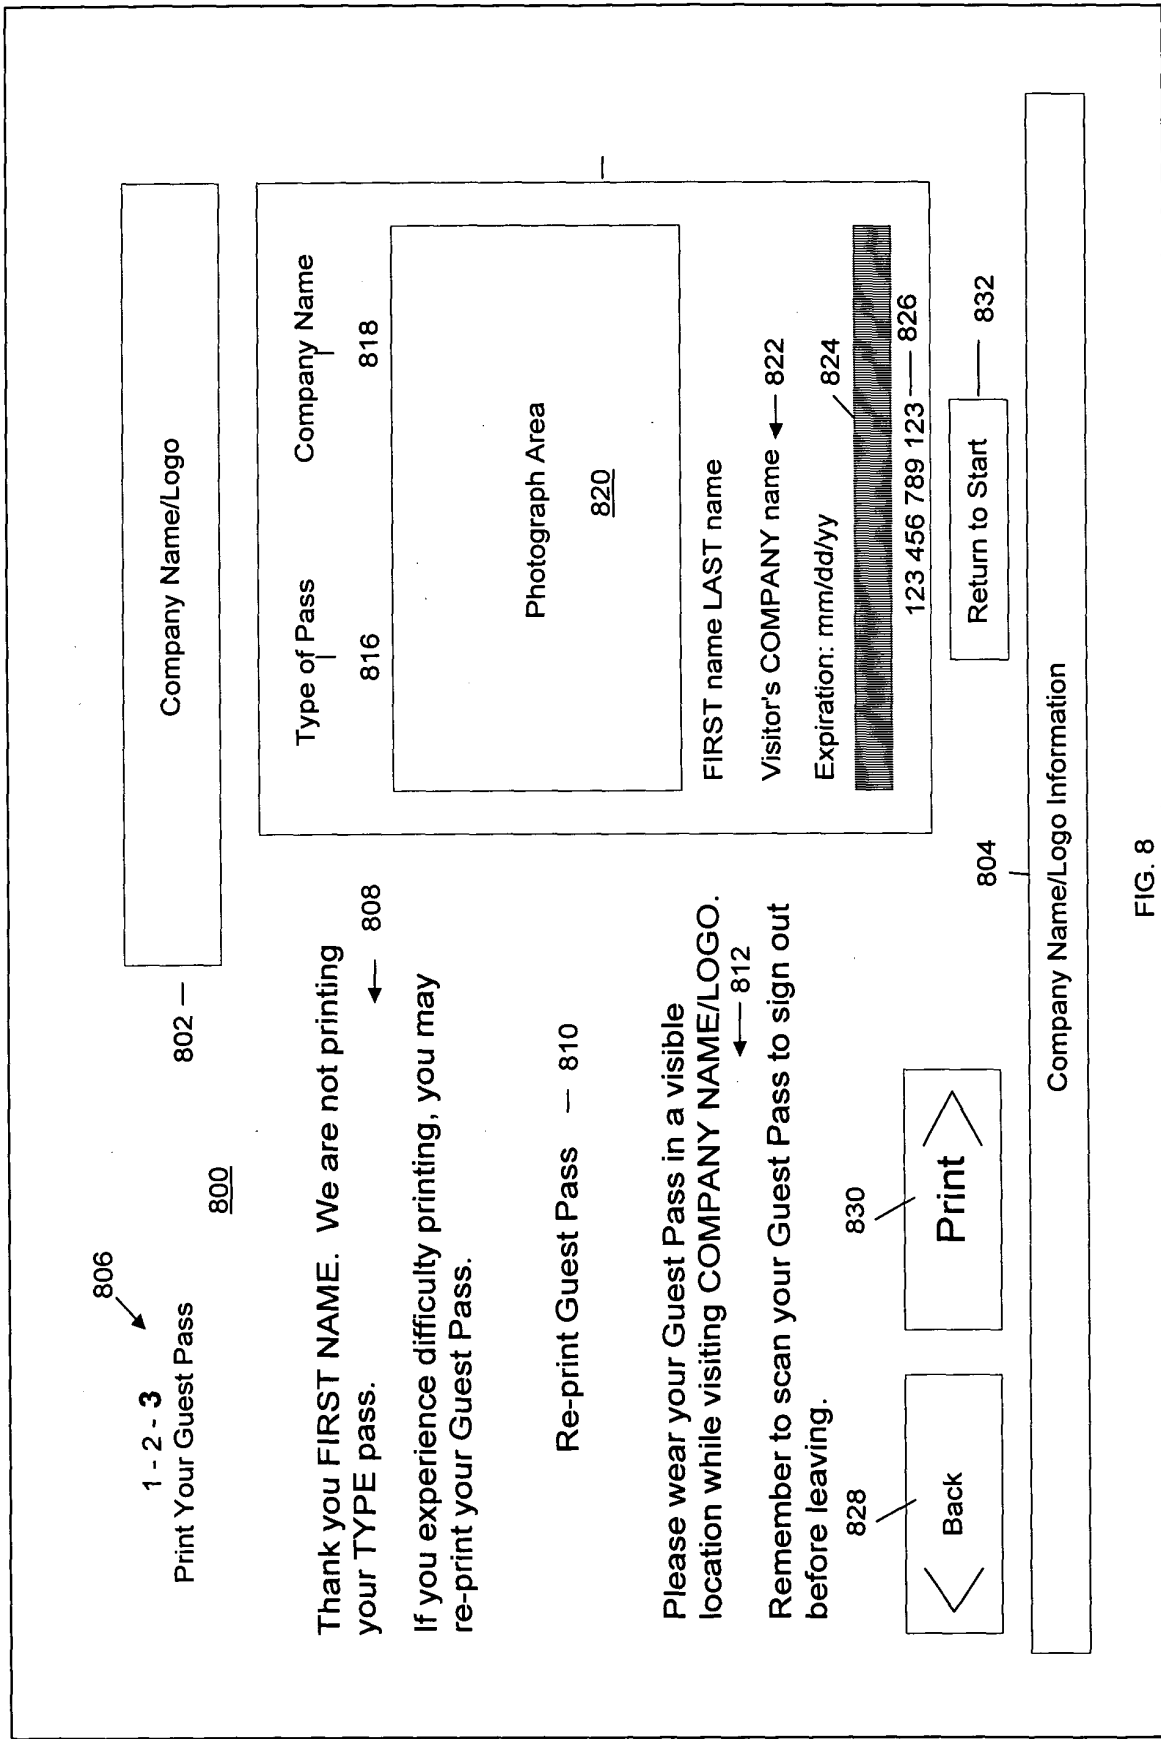 806
1 - 2 - 3
Print Your Guest Pass
800
802
Company Name/Logo
Thank you FIRST NAME. We are not printing
your TYPE pass.
808
If you experience difficulty printing, you may
re-print your Guest Pass.
Re-print Guest Pass
810
Please wear your Guest Pass in a visible
location while visiting COMPANY NAME/LOGO.
812
Remember to scan your Guest Pass to sign out
before leaving.
Type of Pass
Company Name
816
818
Photograph Area
820
FIRST name LAST name
Visitor's COMPANY name
822
Expiration: mm/dd/yy
824
123 456 789 123
826
828
Back
830
Print
Return to Start
832
804
Company Name/Logo Information
FIG. 8